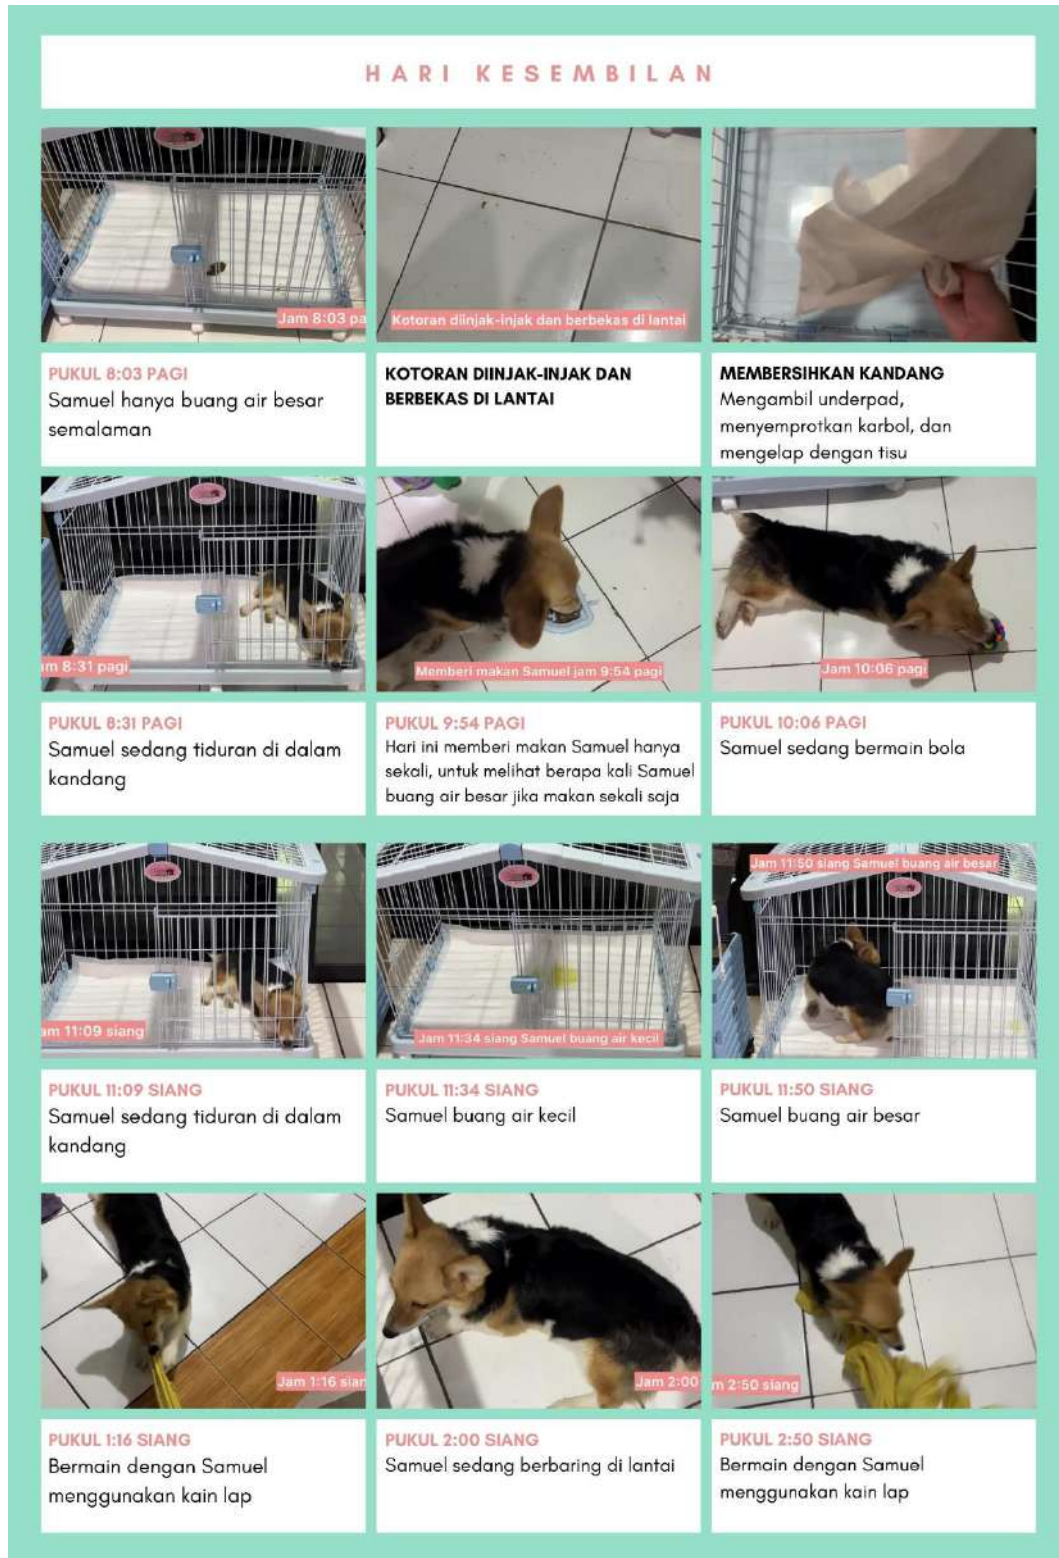 HARI KESEMBILAN
Jam 8:03 pa
Kotoran diinjak-injak dan berbekas di lantai
PUKUL 8:03 PAGI
Samuel hanya buang air besar
semalaman
KOTORAN DIINJAK-INJAK DAN
BERBEKAS DI LANTAI
MEMBERSIHKAN KANDANG
Mengambil underpad,
menyemprotkan karbol, dan
mengelap dengan tisu
m 8:31 pagi
Memberi makan Samuel jam 9:54 pagi
Jam 10:06 pagi
PUKUL 8:31 PAGI
Samuel sedang tiduran di dalam
kandang
PUKUL 9:54 PAGI
Hari ini memberi makan Samuel hanya
sekali, untuk melihat berapa kali Samuel
buang air besar jika makan sekali saja
PUKUL 10:06 PAGI
Samuel sedang bermain bola
am 11:09 siang
Jam 11:34 siang Samuel buang air kecil
Jam 11:50 siang Samuel buang air besar
PUKUL 11:09 SIANG
Samuel sedang tiduran di dalam
kandang
PUKUL 11:34 SIANG
Samuel buang air kecil
PUKUL 11:50 SIANG
Samuel buang air besar
Jam 1:16 siar
Jam 2:00
m 2:50 siang
PUKUL 1:16 SIANG
Bermain dengan Samuel
menggunakan kain lap
PUKUL 2:00 SIANG
Samuel sedang berbaring di lantai
PUKUL 2:50 SIANG
Bermain dengan Samuel
menggunakan kain lap